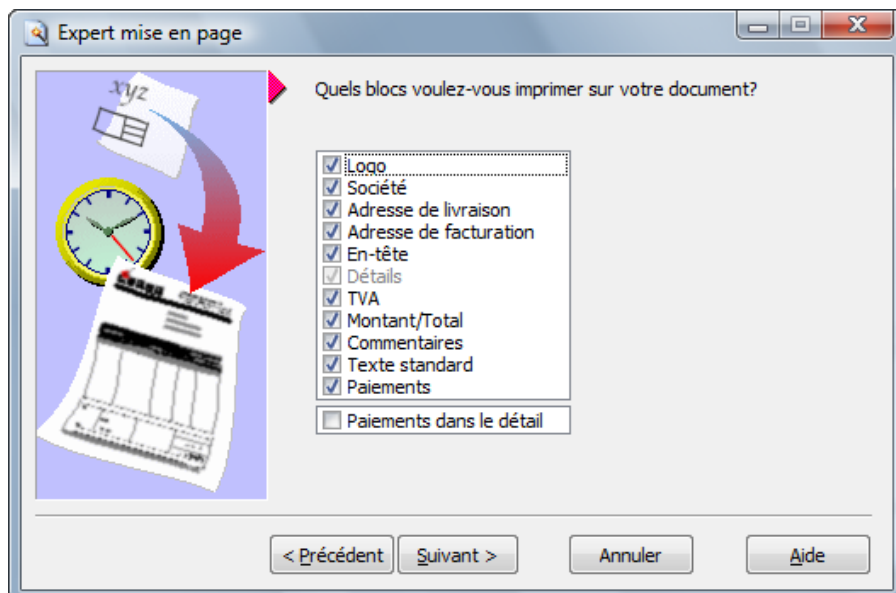 Expert mise en page
xyz
Quels blocs voulez-vous imprimer sur votre document?
Logo
Société
Adresse de livraison
Adresse de facturation
En-tête
Détails
TVA
Montant/Total
Commentaires
Texte standard
Paiements
Paiements dans le détail
< Précédent
Suivant >
Annuler
Aide